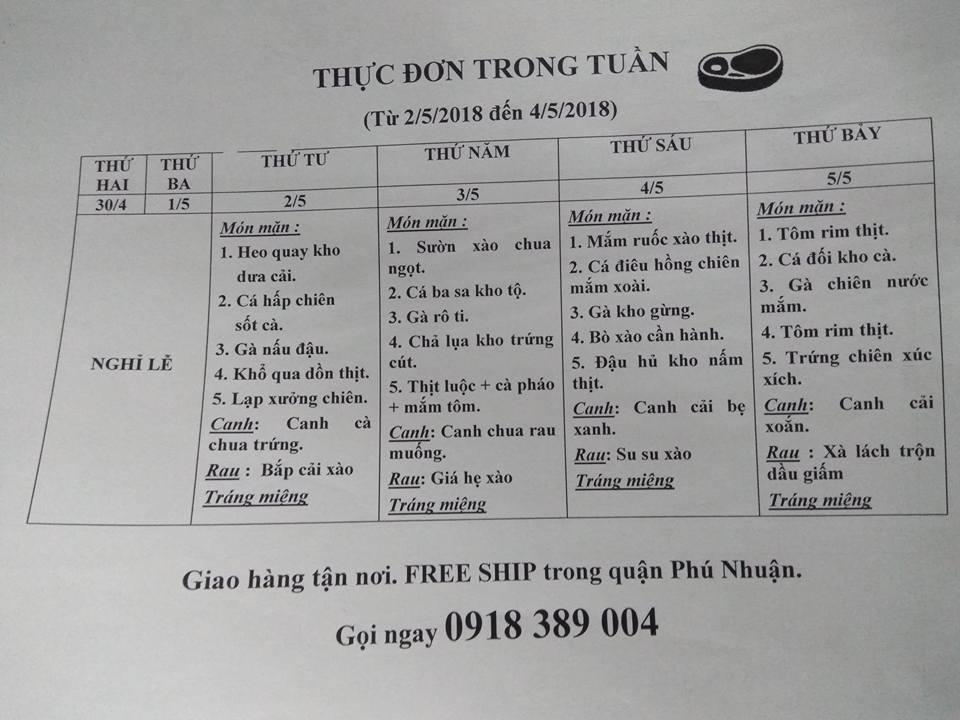 THỰC ĐƠN TRONG TUẦN
(Từ 2/5/2018 đến 4/5/2018)
THỨ HAI
THỨ BA
THỨ TƯ
THỨ NĂM
THỨ SÁU
THỨ BẢY
30/4
1/5
2/5
3/5
4/5
5/5
NGHỈ LỄ
Món mặn :
1. Heo quay kho
dưa cải.
2. Cá hấp chiên
sốt cà.
3. Gà nấu đậu.
4. Khổ qua dồn thịt.
5. Lạp xưởng chiên.
Canh: Canh cà
chua trứng.
Rau : Bắp cải xào
Tráng miệng
Món mặn :
1. Sườn xào chua
ngọt.
2. Cá ba sa kho tộ.
3. Gà rô ti.
4. Chả lụa kho trứng
cút.
5. Thịt luộc + cà pháo
+ mắm tôm.
Canh: Canh chua rau
muống.
Rau: Giá hẹ xào
Tráng miệng
Món mặn :
1. Mắm ruốc xào thịt.
2. Cá điêu hồng chiên
mắm xoài.
3. Gà kho gừng.
4. Bò xào cần hành.
5. Đậu hủ kho nấm
thịt.
Canh: Canh cải bẹ
xanh.
Rau: Su su xào
Tráng miệng
Món mặn :
1. Tôm rim thịt.
2. Cá đối kho cà.
3. Gà chiên nước
mắm.
4. Tôm rim thịt.
5. Trứng chiên xúc
xích.
Canh: Canh cải
xoắn.
Rau : Xà lách trộn
dầu giấm
Tráng miệng
Giao hàng tận nơi. FREE SHIP trong quận Phú Nhuận.
Gọi ngay 0918 389 004